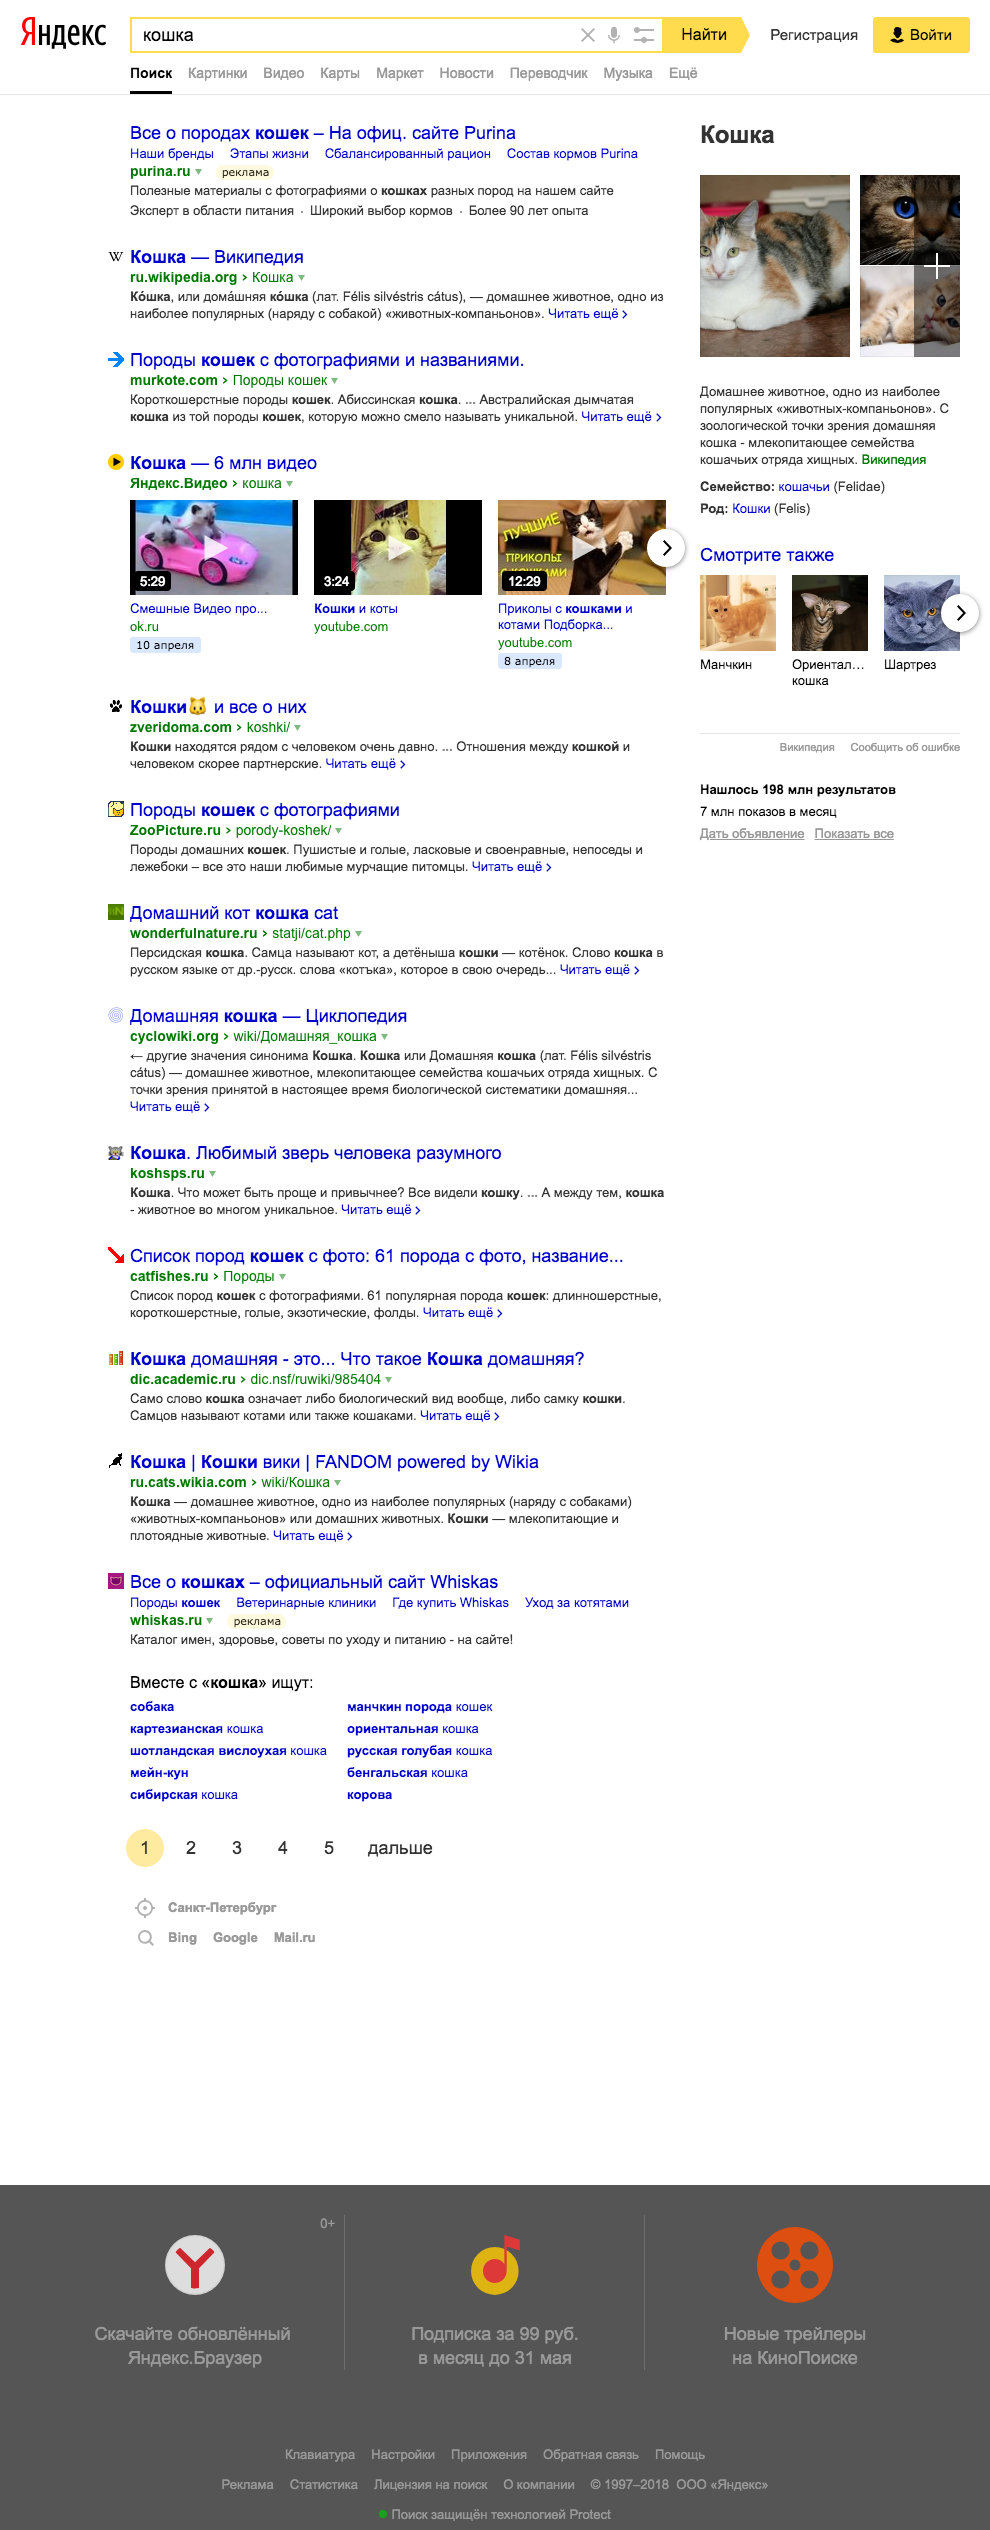 Яндекс
кошка
Найти
Регистрация
Войти
Поиск Картинки Видео Карты Маркет Новости Переводчик Музыка Ещё
Все о породах кошек – На офиц. сайте Purina
Наши бренды Этапы жизни Сбалансированный рацион Состав кормов Purina
purina.ru реклама
Полезные материалы с фотографиями о кошках разных пород на нашем сайте
Эксперт в области питания · Широкий выбор кормов · Более 90 лет опыта
W Кошка — Википедия
ru.wikipedia.org › Кошка
Ко́шка, или дома́шняя ко́шка (лат. Félis silvéstris cátus), — домашнее животное, одно из
наиболее популярных (наряду с собакой) «животных-компаньонов». Читать ещё ›
Породы кошек с фотографиями и названиями.
murkote.com › Породы кошек
Короткошерстные породы кошек. Абиссинская кошка. ... Австралийская дымчатая
кошка из той породы кошек, которую можно смело называть уникальной. Читать ещё ›
Кошка — 6 млн видео
Яндекс.Видео › кошка
5:29
3:24
ЛУЧШИЕ
ПРИКОЛЫ
С КОШКАМИ
12:29
Смешные Видео про...
ok.ru
10 апреля
Кошки и коты
youtube.com
Приколы с кошками и
котами Подборка...
youtube.com
8 апреля
Кошки🐱 и все о них
zveridoma.com › koshki/
Кошки находятся рядом с человеком очень давно. ... Отношения между кошкой и
человеком скорее партнерские. Читать ещё ›
Породы кошек с фотографиями
ZooPicture.ru › porody-koshek/
Породы домашних кошек. Пушистые и голые, ласковые и своенравные, непоседы и
лежебоки – все это наши любимые мурчащие питомцы. Читать ещё ›
Домашний кот кошка cat
wonderfulnature.ru › statji/cat.php
Персидская кошка. Самца называют кот, а детёныша кошки — котёнок. Слово кошка в
русском языке от др.-русск. слова «котъка», которое в свою очередь... Читать ещё ›
Домашняя кошка — Циклопедия
cyclowiki.org › wiki/Домашняя_кошка
← другие значения синонима Кошка. Кошка или Домашняя кошка (лат. Félis silvéstris
cátus) — домашнее животное, млекопитающее семейства кошачьих отряда хищных. С
точки зрения принятой в настоящее время биологической систематики домашняя...
Читать ещё ›
Кошка. Любимый зверь человека разумного
koshsps.ru
Кошка. Что может быть проще и привычнее? Все видели кошку. ... А между тем, кошка
- животное во многом уникальное. Читать ещё ›
Список пород кошек с фото: 61 порода с фото, название...
catfishes.ru › Породы
Список пород кошек с фотографиями. 61 популярная порода кошек: длинношерстные,
короткошерстные, голые, экзотические, фолды. Читать ещё ›
Кошка домашняя - это... Что такое Кошка домашняя?
dic.academic.ru › dic.nsf/ruwiki/985404
Само слово кошка означает либо биологический вид вообще, либо самку кошки.
Самцов называют котами или также кошаками. Читать ещё ›
Кошка | Кошки вики | FANDOM powered by Wikia
ru.cats.wikia.com › wiki/Кошка
Кошка — домашнее животное, одно из наиболее популярных (наряду с собаками)
«животных-компаньонов» или домашних животных. Кошки — млекопитающие и
плотоядные животные. Читать ещё ›
Все о кошках – официальный сайт Whiskas
Породы кошек Ветеринарные клиники Где купить Whiskas Уход за котятами
whiskas.ru реклама
Каталог имен, здоровье, советы по уходу и питанию - на сайте!
Вместе с «кошка» ищут:
собака
картезианская кошка
шотландская вислоухая кошка
мейн-кун
сибирская кошка
манчкин порода кошек
ориентальная кошка
русская голубая кошка
бенгальская кошка
корова
1 2 3 4 5 дальше
Санкт-Петербург
Bing Google Mail.ru
Кошка
Домашнее животное, одно из наиболее
популярных «животных-компаньонов». С
зоологической точки зрения домашняя
кошка - млекопитающее семейства
кошачьих отряда хищных. Википедия
Семейство: кошачьи (Felidae)
Род: Кошки (Felis)
Смотрите также
Манчкин
Ориентал...
кошка
Шартрез
Википедия Сообщить об ошибке
Нашлось 198 млн результатов
7 млн показов в месяц
Дать объявление Показать все
0+
Скачайте обновлённый
Яндекс.Браузер
Подписка за 99 руб.
в месяц до 31 мая
Новые трейлеры
на КиноПоиске
Клавиатура Настройки Приложения Обратная связь Помощь
Реклама Статистика Лицензия на поиск О компании © 1997–2018 ООО «Яндекс»
Поиск защищён технологией Protect